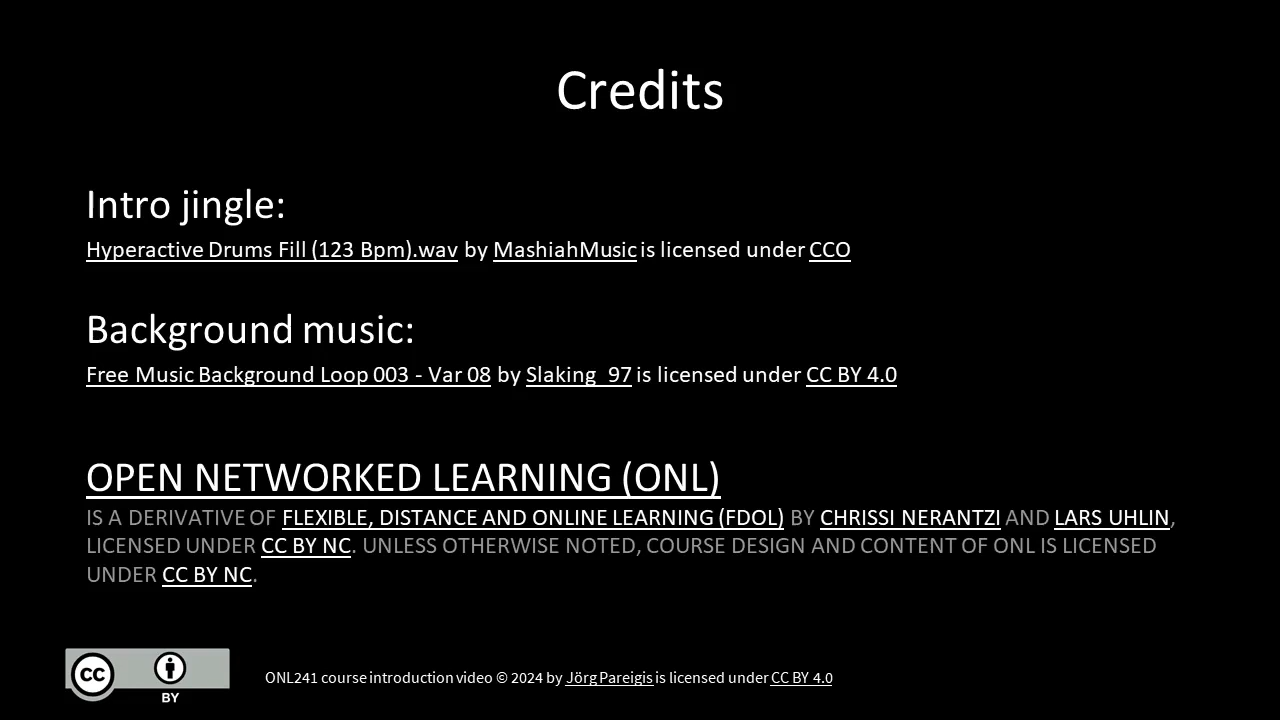 Credits
Intro jingle:
Hyperactive Drums Fill (123 Bpm).wav by MashiahMusic is licensed under CCO
Background music:
Free Music Background Loop 003 - Var 08 by Slaking_97 is licensed under CC BY 4.0
OPEN NETWORKED LEARNING (ONL)
IS A DERIVATIVE OF FLEXIBLE, DISTANCE AND ONLINE LEARNING (FDOL) BY CHRISSI NERANTZI AND LARS UHLIN,
LICENSED UNDER CC BY NC. UNLESS OTHERWISE NOTED, COURSE DESIGN AND CONTENT OF ONL IS LICENSED
UNDER CC BY NC.
CC
BY
ONL241 course introduction video © 2024 by Jörg Pareigis is licensed under CC BY 4.0